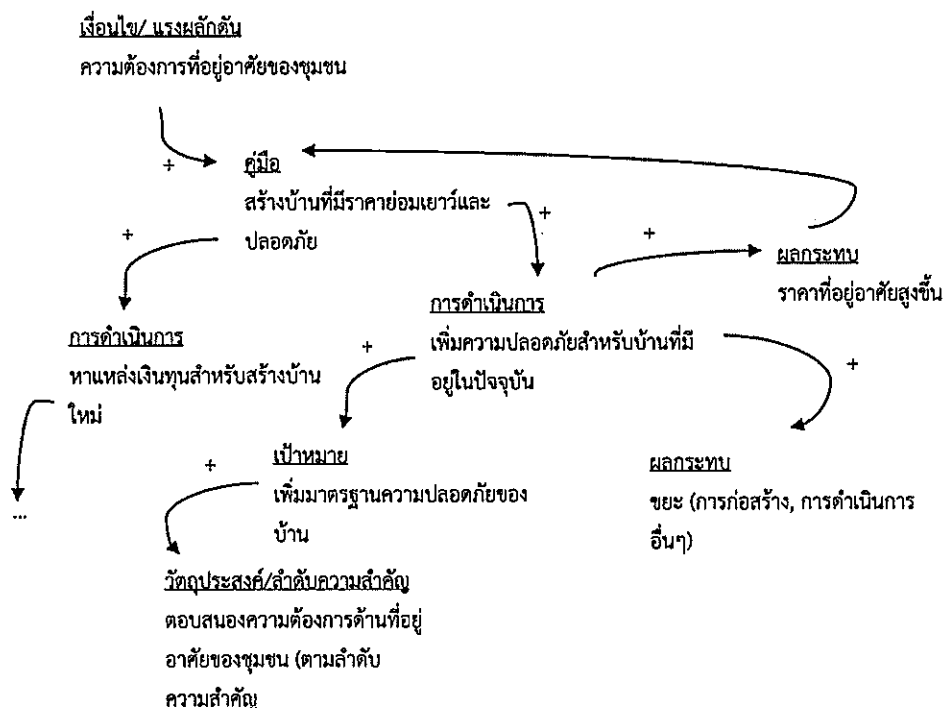 เงื่อนไข/ แรงผลักดัน
ความต้องการที่อยู่อาศัยของชุมชน
+
คู่มือ
สร้างบ้านที่มีราคาย่อมเยาว์และ
ปลอดภัย
+
+
+
ผลกระทบ
ราคาที่อยู่อาศัยสูงขึ้น
การดำเนินการ
หาแหล่งเงินทุนสำหรับสร้างบ้าน
ใหม่
...
การดำเนินการ
เพิ่มความปลอดภัยสำหรับบ้านที่มี
อยู่ในปัจจุบัน
+
+
เป้าหมาย
เพิ่มมาตรฐานความปลอดภัยของ
บ้าน
+
ผลกระทบ
ขยะ (การก่อสร้าง, การดำเนินการ
อื่นๆ)
วัตถุประสงค์/ลำดับความสำคัญ
ตอบสนองความต้องการด้านที่อยู่
อาศัยของชุมชน (ตามลำดับ
ความสำคัญ